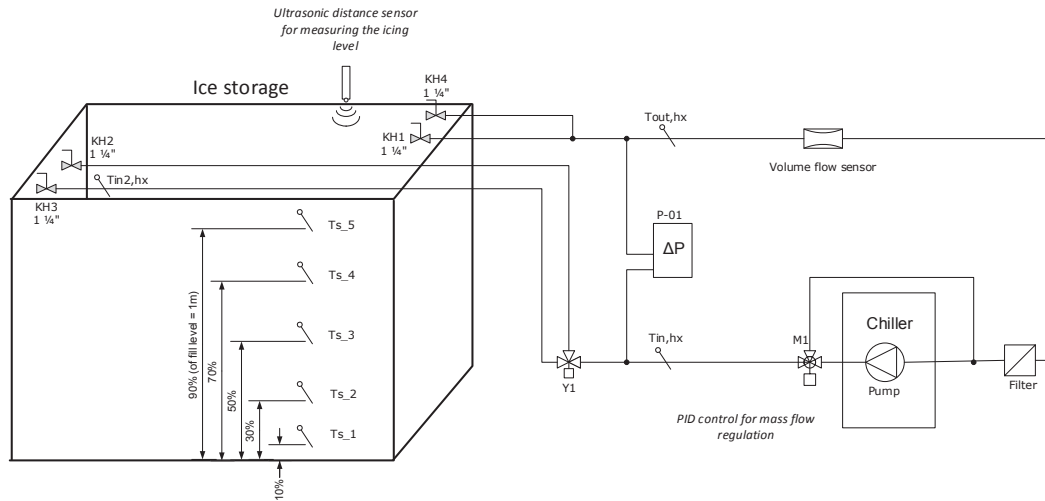 Ultrasonic distance sensor
for measuring the icing
level
Ice storage
KH4
1 ¼"
KH1
1 ¼"
KH2
1 ¼"
Tin2,hx
KH3
1 ¼"
Tout,hx
Volume flow sensor
P-01
ΔP
Ts_5
Ts_4
Ts_3
Ts_2
Ts_1
90% (of fill level = 1m)
70%
50%
30%
10%
Y1
Tin,hx
M1
Chiller
Pump
Filter
PID control for mass flow
regulation